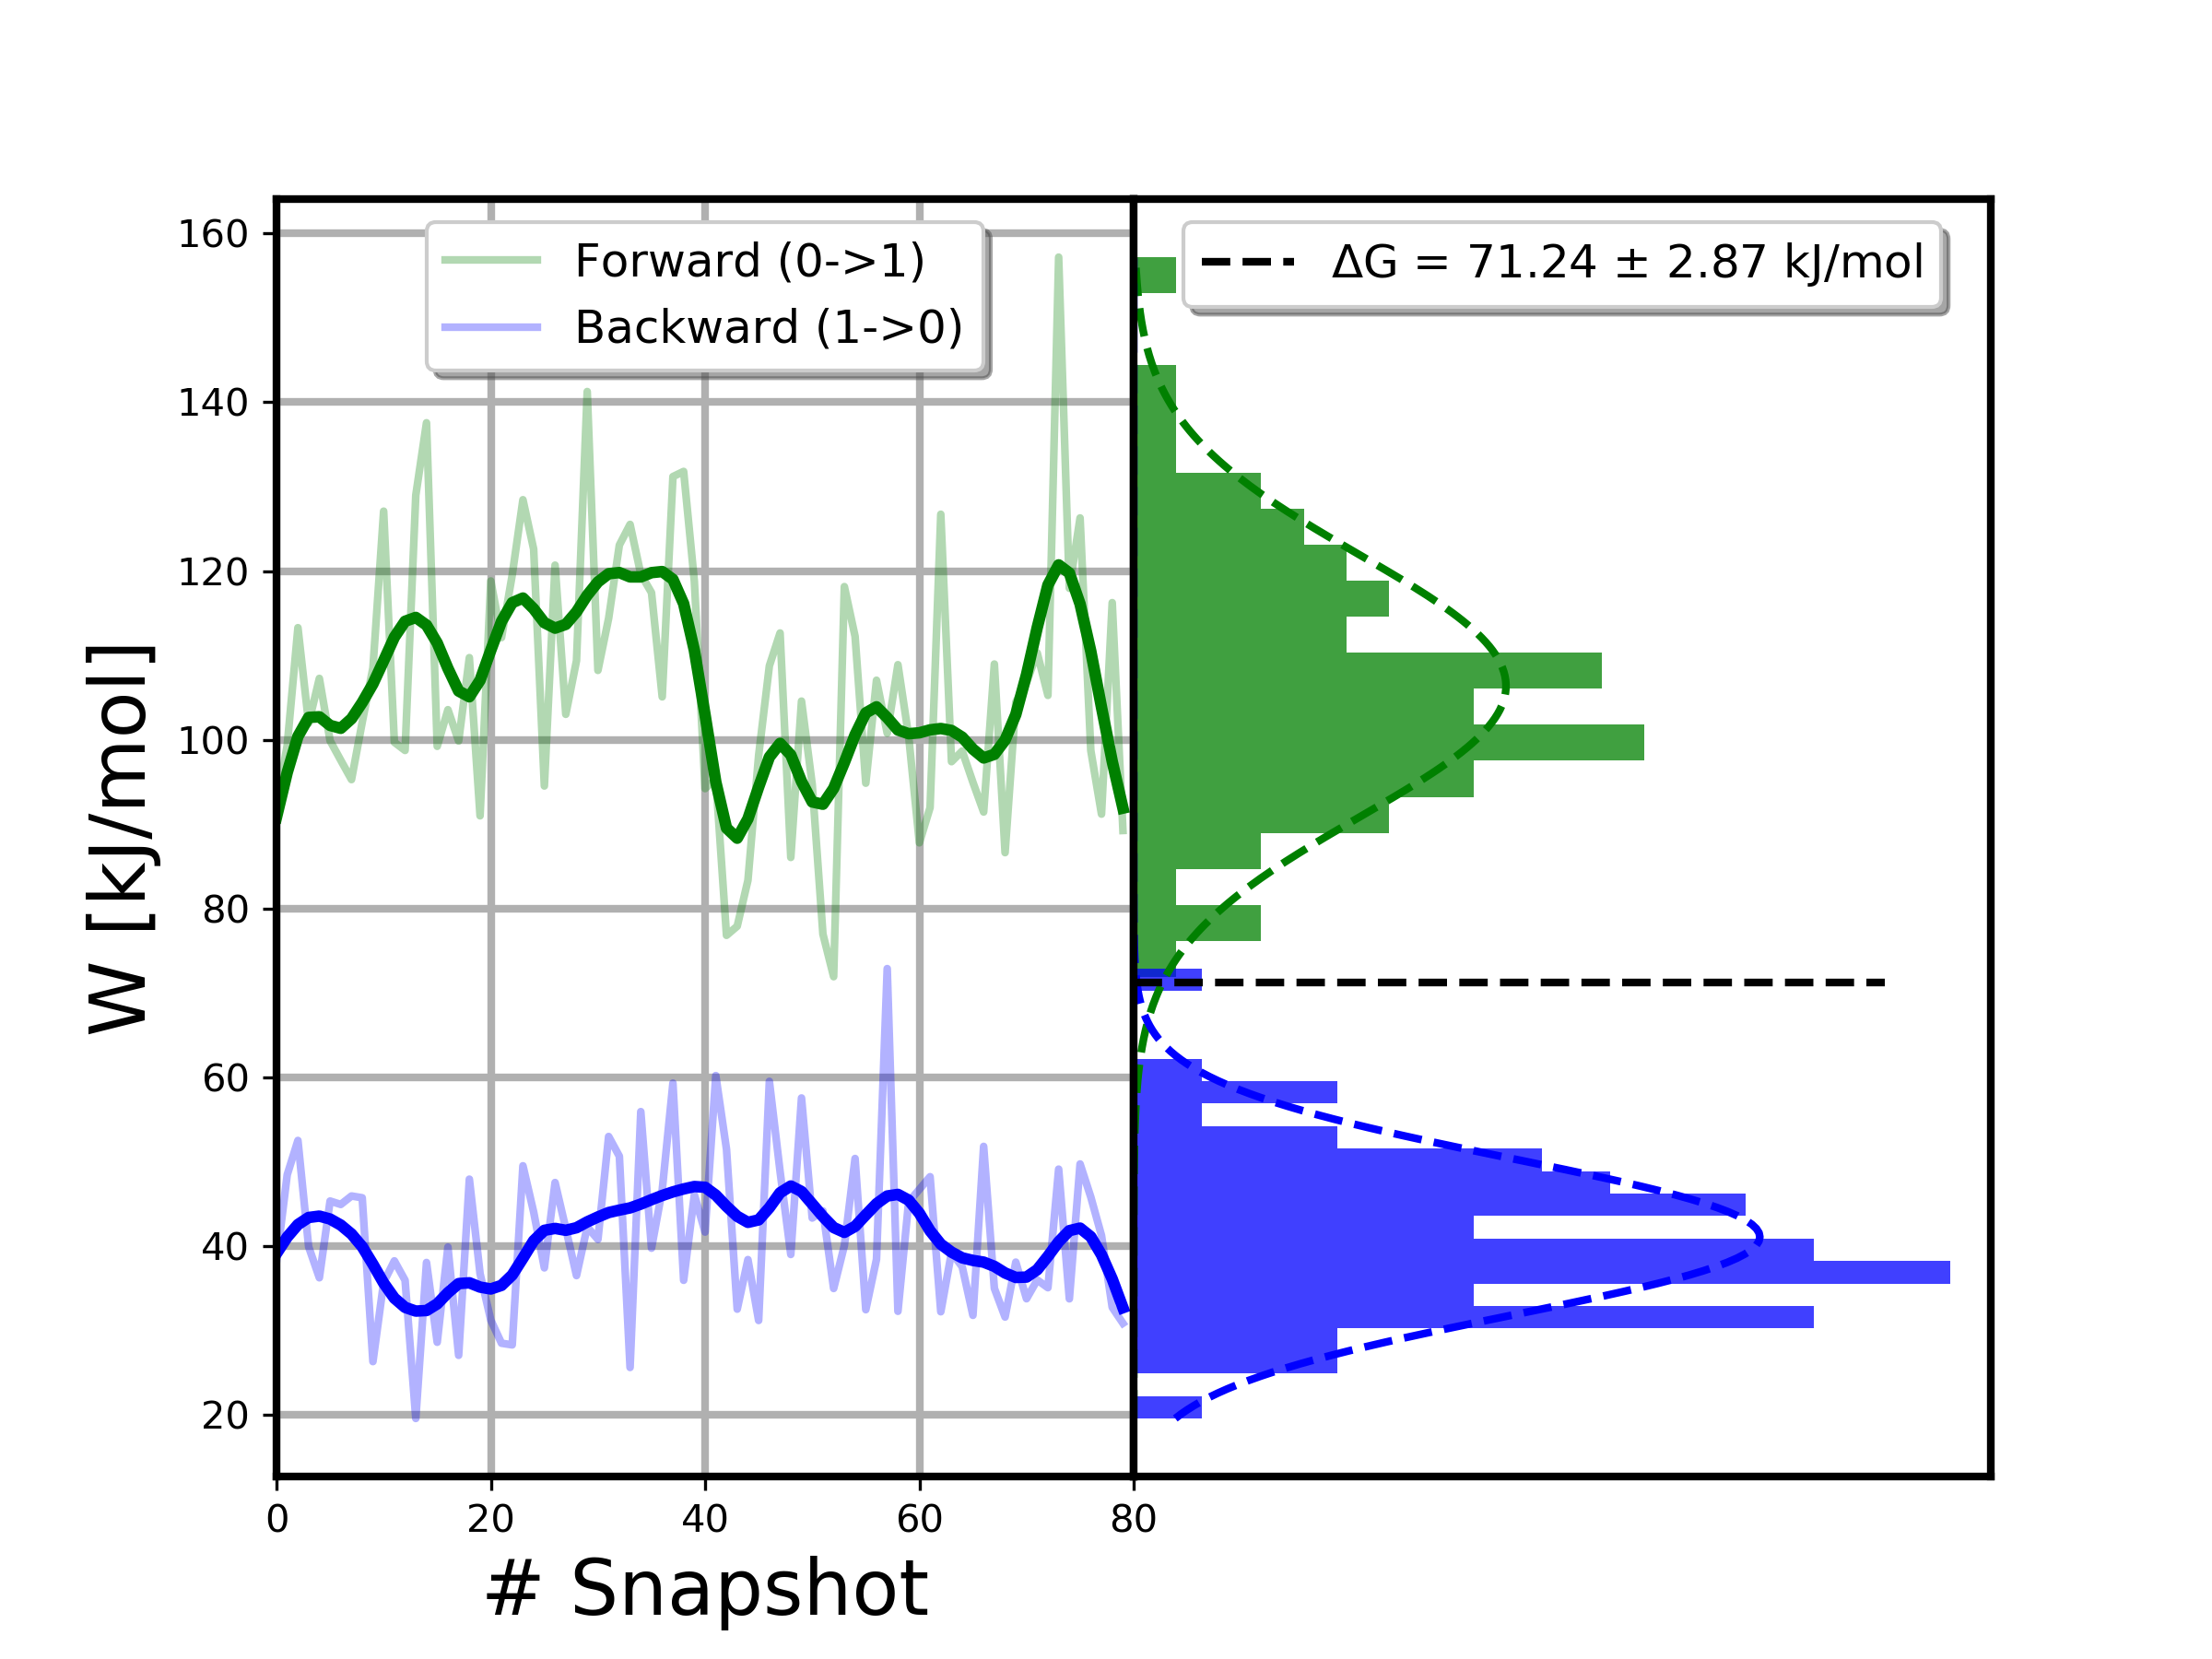 160
140
120
100
80
60
40
20
W [kJ/mol]
Forward (0->1)
Backward (1->0)
ΔG = 71.24 ± 2.87 kJ/mol
0 20 40 60 80
# Snapshot